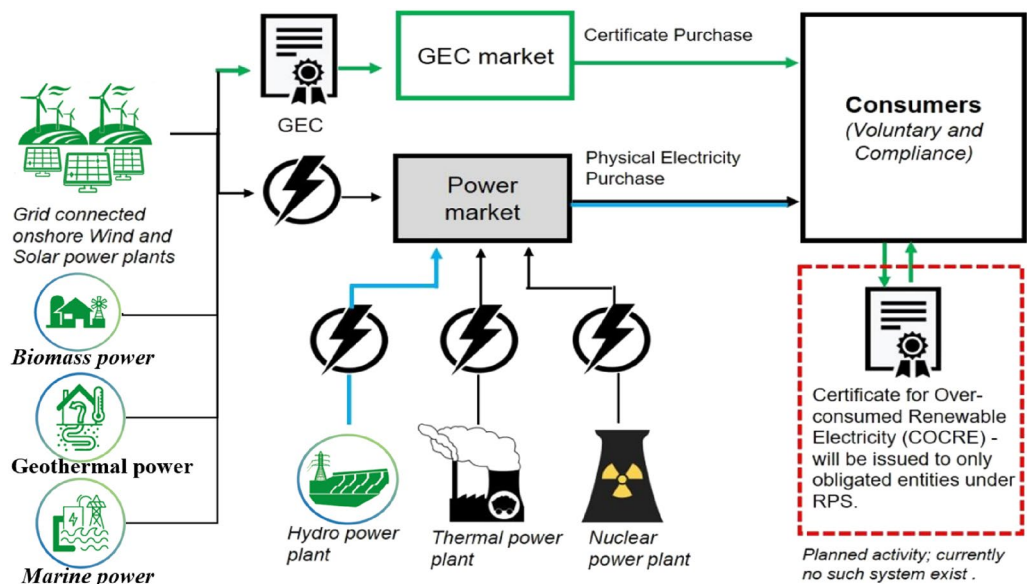 GEC
GEC market
Certificate Purchase
Consumers
(Voluntary and
Compliance)
Grid connected
onshore Wind and
Solar power plants
Power
market
Physical Electricity
Purchase
Biomass power
Geothermal power
Marine power
Hydro power
plant
Thermal power
plant
Nuclear
power plant
Certificate for Over-
consumed Renewable
Electricity (COCRE) -
will be issued to only
obligated entities under
RPS.
Planned activity; currently
no such system exist .